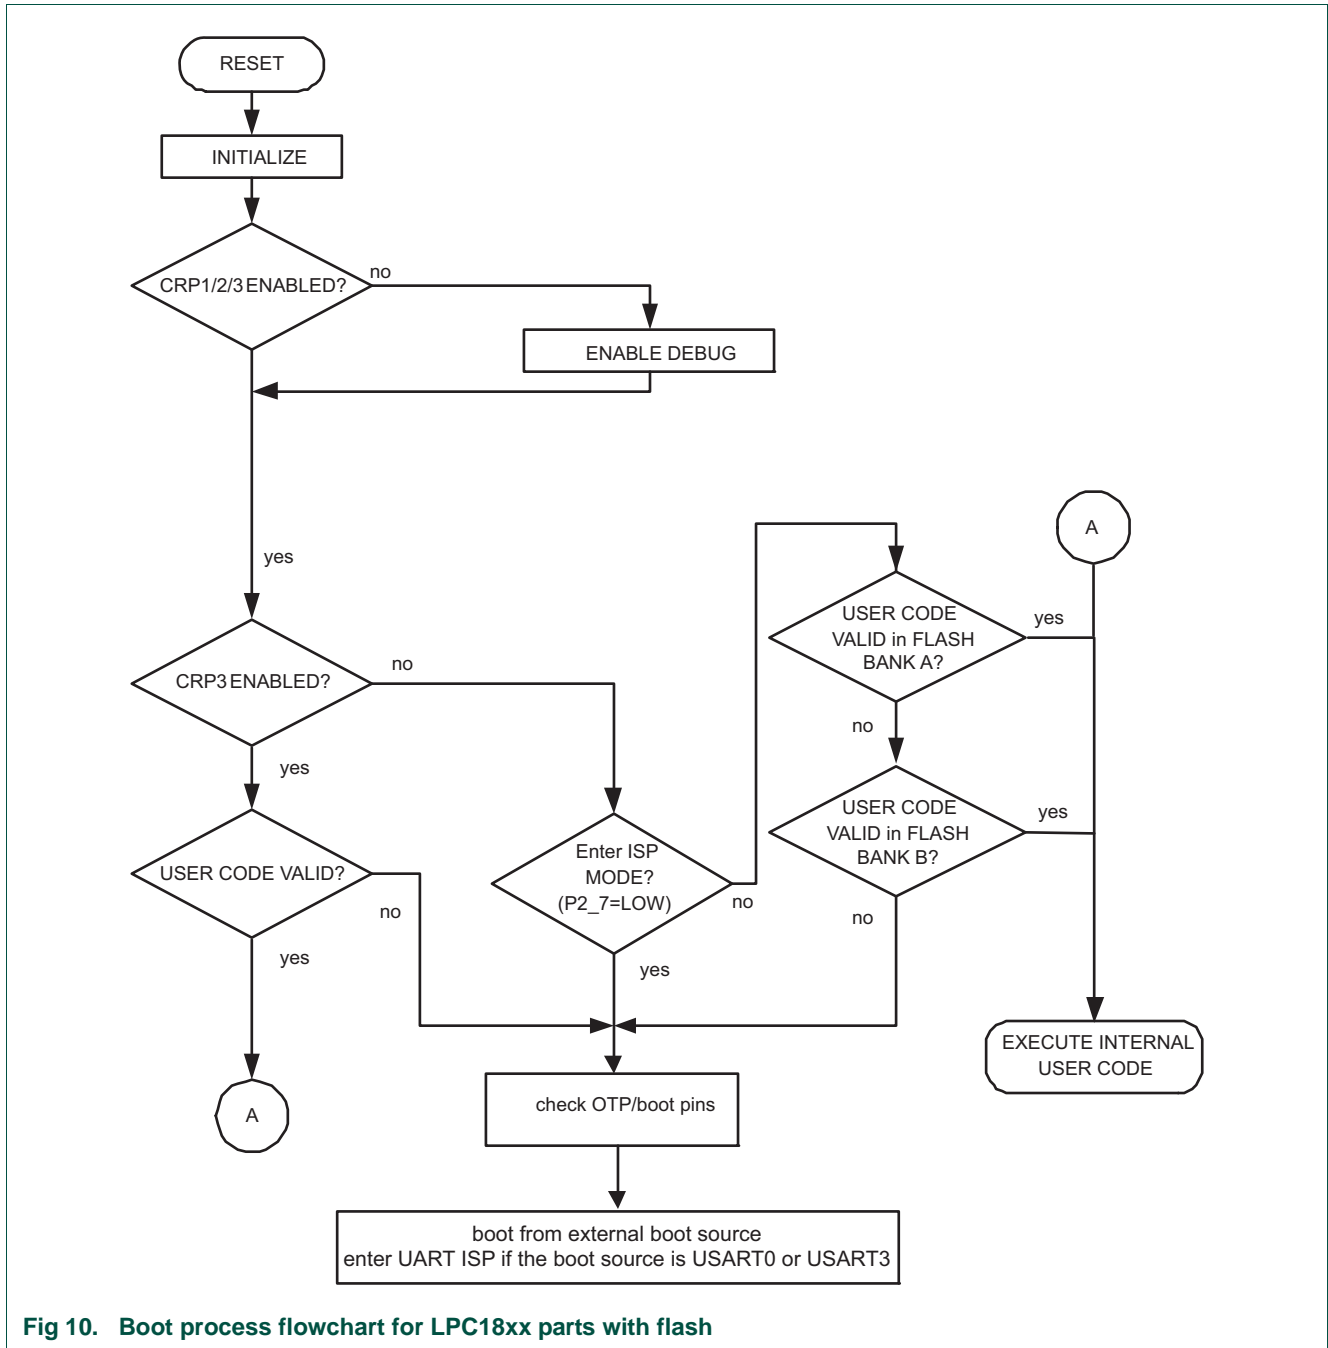 RESET
INITIALIZE
CRP1/2/3 ENABLED?
no
ENABLE DEBUG
yes
CRP3 ENABLED?
no
yes
USER CODE VALID?
no
yes
A
Enter ISP
MODE?
(P2_7=LOW)
no
yes
USER CODE
VALID in FLASH
BANK A?
yes
no
USER CODE
VALID in FLASH
BANK B?
yes
no
A
EXECUTE INTERNAL
USER CODE
check OTP/boot pins
boot from external boot source
enter UART ISP if the boot source is USART0 or USART3
Fig 10. Boot process flowchart for LPC18xx parts with flash